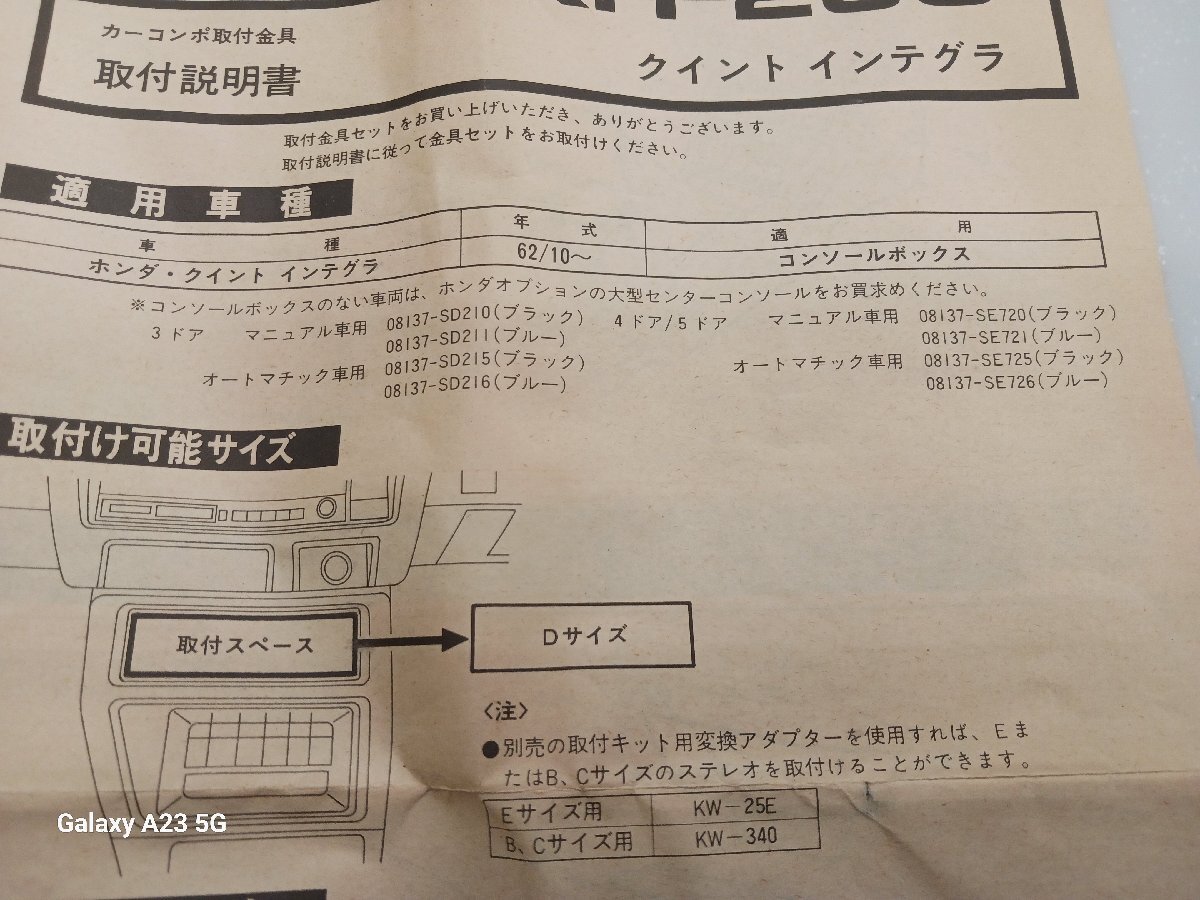 カーコンポ取付金具
取付説明書
クイント インテグラ
取付金具セットをお買い上げいただき、ありがとうございます。
取付説明書に従って金具セットをお取付けください。
適用車種
車種 年式 適用
ホンダ・クイント インテグラ 62/10～ コンソールボックス
※コンソールボックスのない車両は、ホンダオプションの大型センターコンソールをお買求めください。
3ドア マニュアル車用 08137-SD210(ブラック) 4ドア/5ドア マニュアル車用 08137-SE720(ブラック)
08137-SD211(ブルー) 08137-SE721(ブルー)
オートマチック車用 08137-SD215(ブラック) オートマチック車用 08137-SE725(ブラック)
08137-SD216(ブルー) 08137-SE726(ブルー)
取付け可能サイズ
取付スペース
Dサイズ
〈注〉
●別売の取付キット用変換アダプターを使用すれば、Eま
たはB、Cサイズのステレオを取付けることができます。
Eサイズ用 KW-25E
B、Cサイズ用 KW-340
Galaxy A23 5G